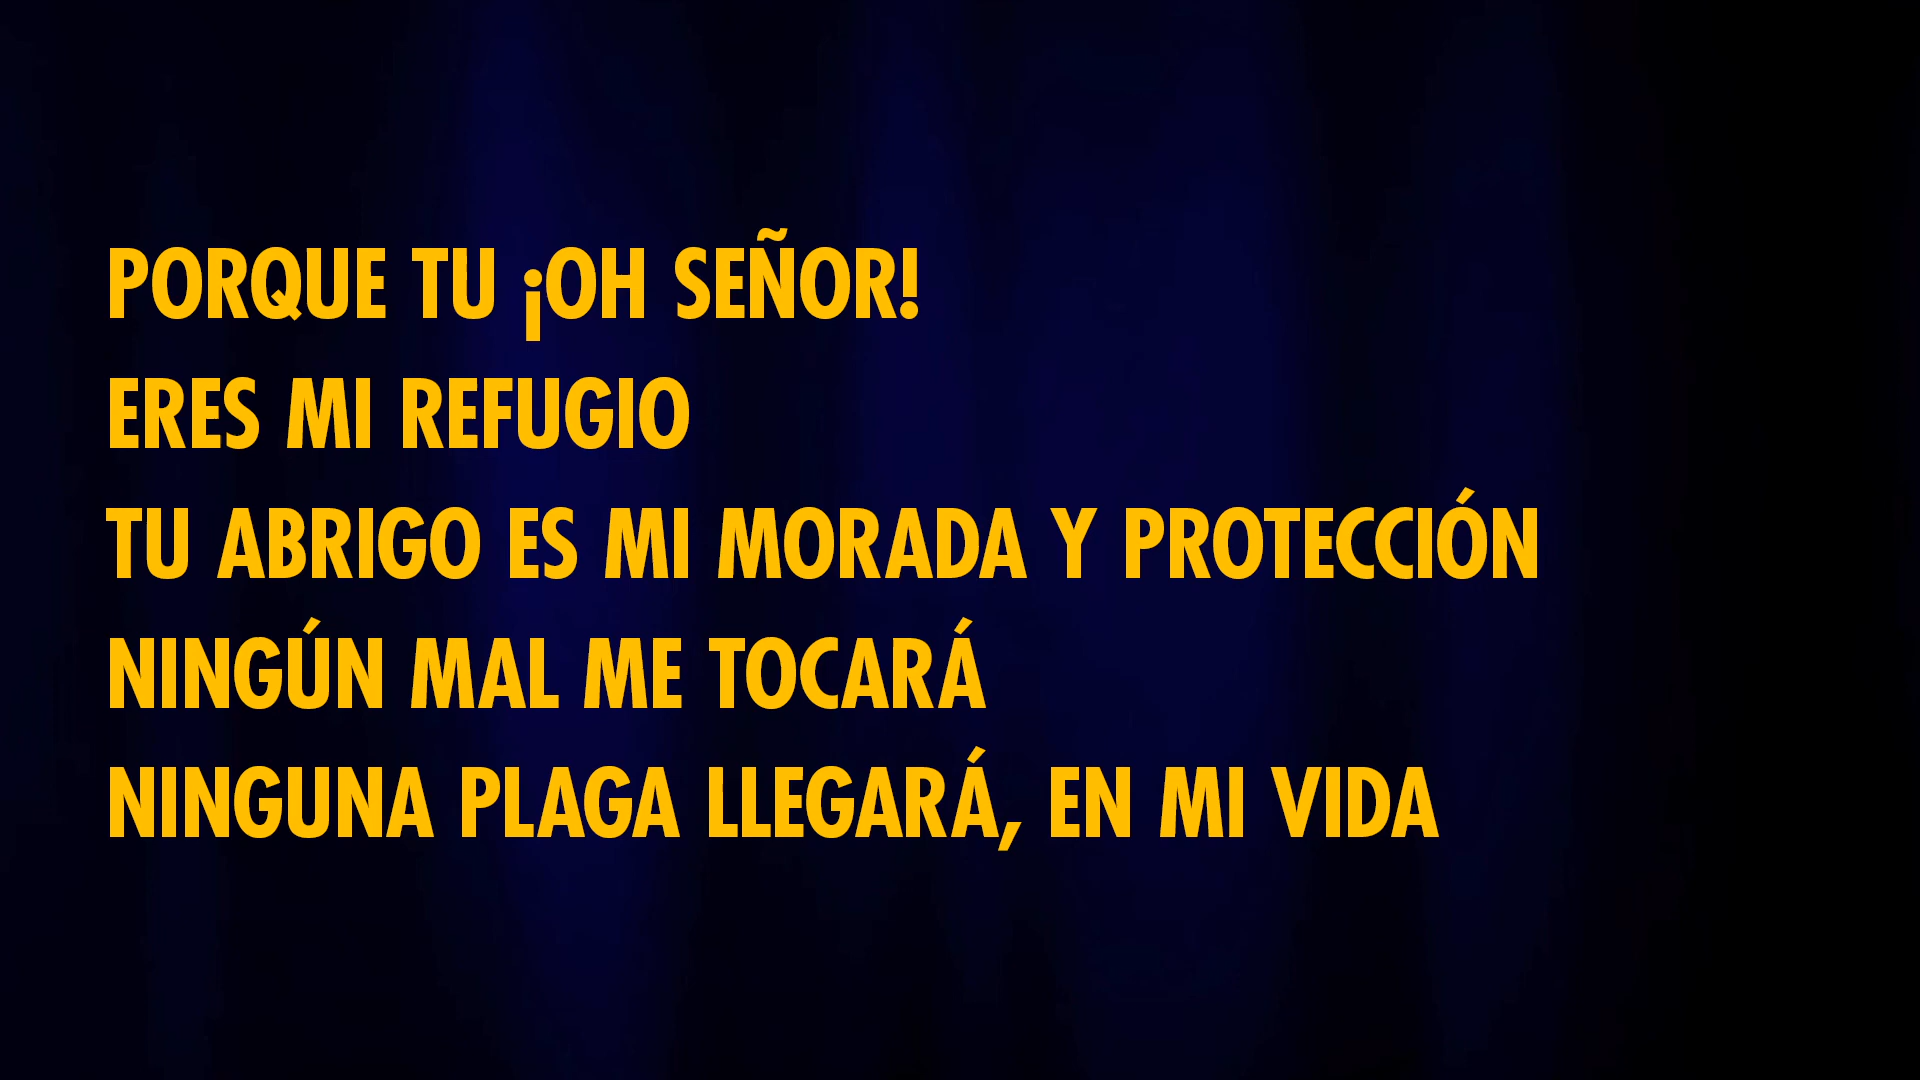 PORQUE TU ¡OH SEÑOR!
ERES MI REFUGIO
TU ABRIGO ES MI MORADA Y PROTECCIÓN
NINGÚN MAL ME TOCARÁ
NINGUNA PLAGA LLEGARÁ, EN MI VIDA